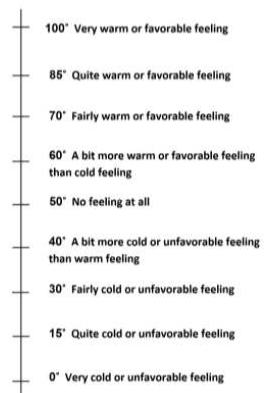 100° Very warm or favorable feeling
85° Quite warm or favorable feeling
70° Fairly warm or favorable feeling
60° A bit more warm or favorable feeling
than cold feeling
50° No feeling at all
40° A bit more cold or unfavorable feeling
than warm feeling
30° Fairly cold or unfavorable feeling
15° Quite cold or unfavorable feeling
0° Very cold or unfavorable feeling